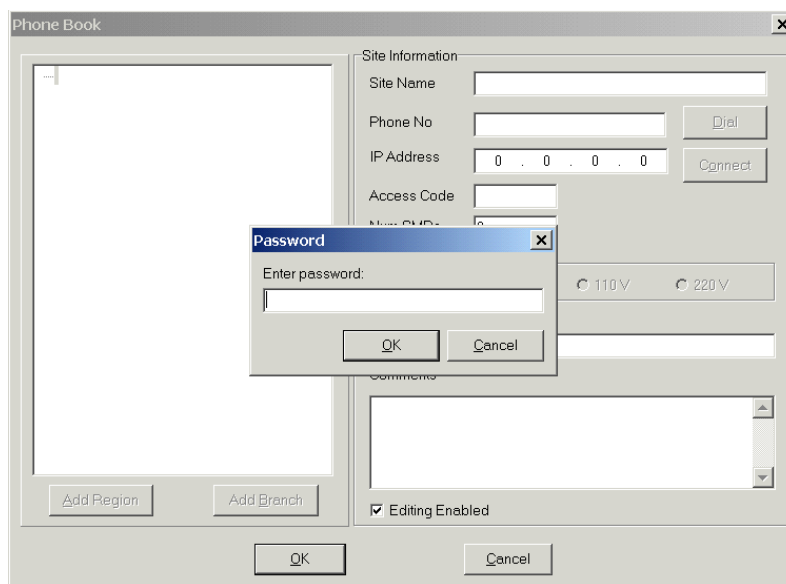 Phone Book
Site Information
Site Name
Phone No
Dial
IP Address
0 . 0 . 0 . 0
Connect
Access Code
Password
Enter password:
110 V
220 V
OK
Cancel
Comments
Add Region
Add Branch
Editing Enabled
OK
Cancel